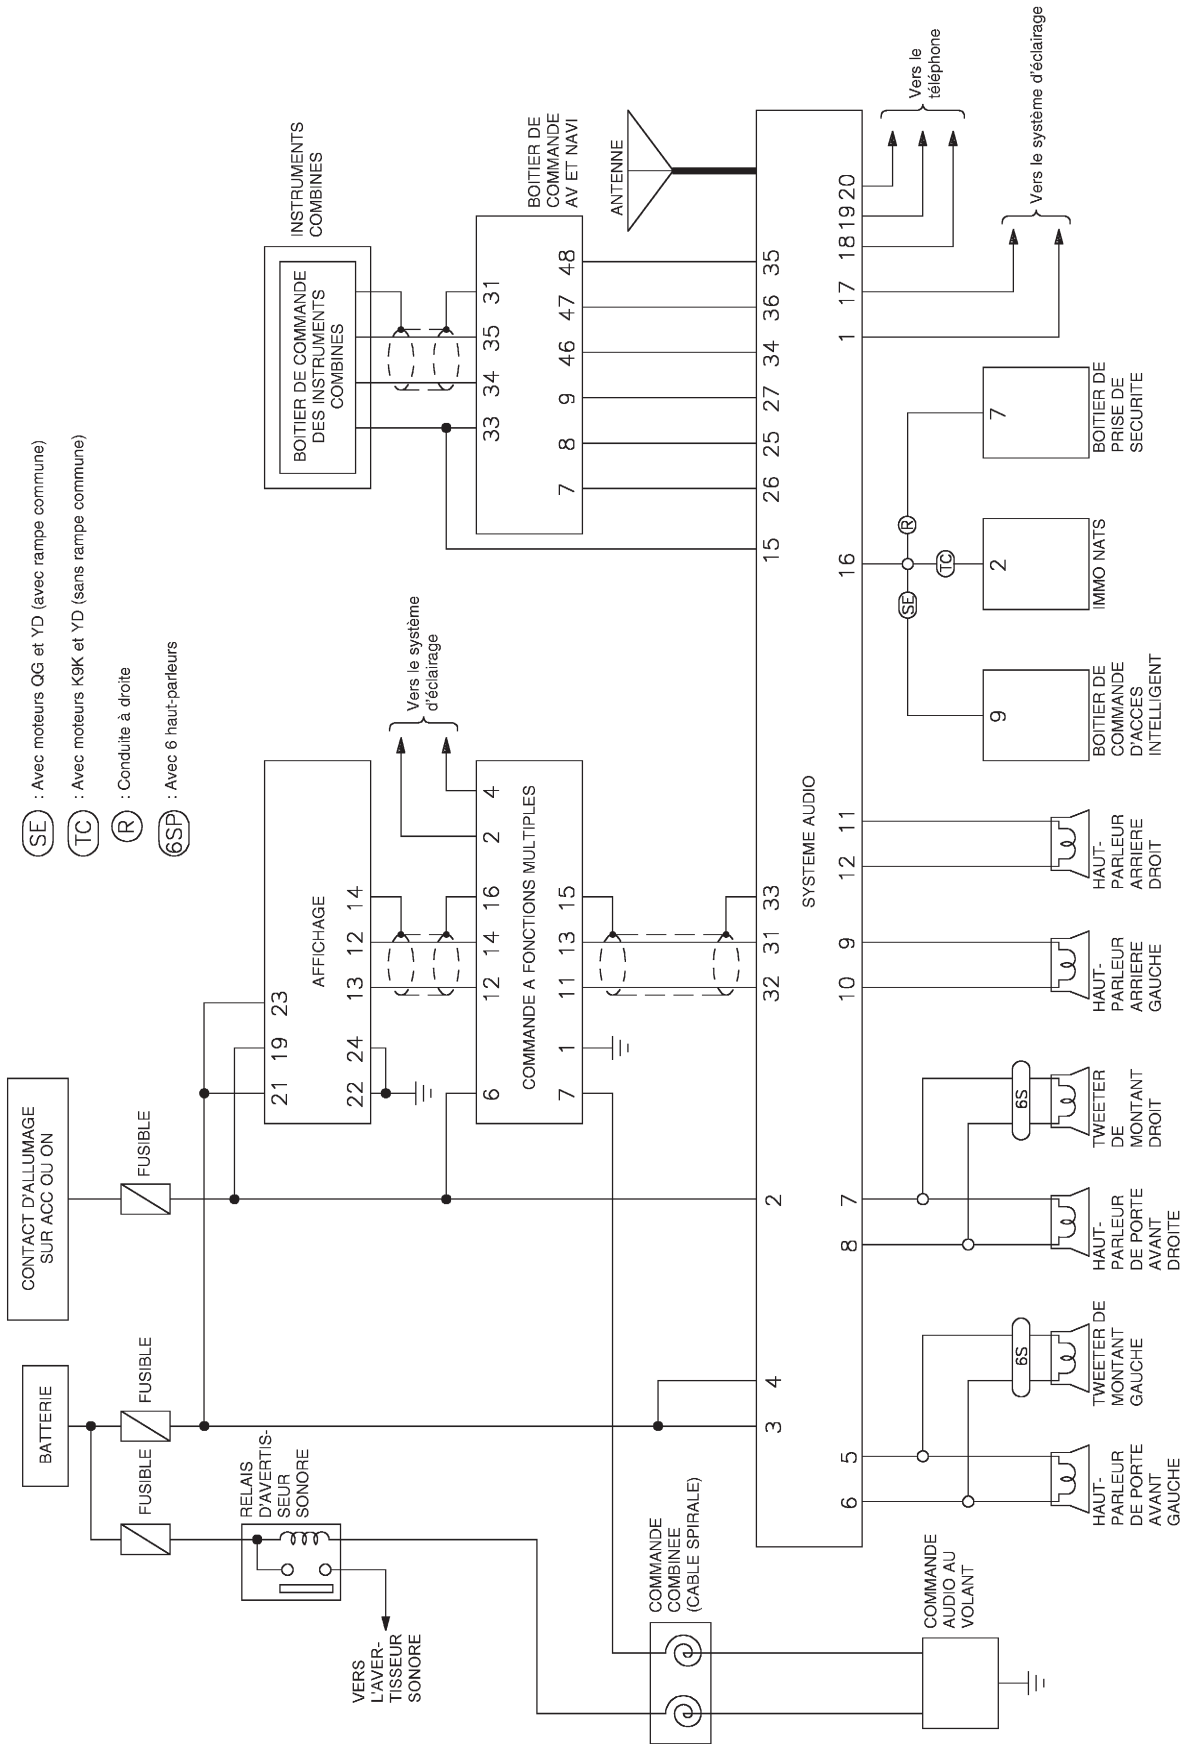 SE : Avec moteurs QG et YD (avec rampe commune)
TC : Avec moteurs K9K et YD (sans rampe commune)
R : Conduite à droite
6SP : Avec 6 haut-parleurs
BATTERIE
CONTACT D'ALLUMAGE
SUR ACC OU ON
FUSIBLE
FUSIBLE
FUSIBLE
RELAIS
D'AVERTIS-
SEUR
SONORE
VERS
L'AVER-
TISSEUR
SONORE
21 19 23
AFFICHAGE
22 24 13 12 14
Vers le système
d'éclairage
6 12 14 16 2 4
COMMANDE A FONCTIONS MULTIPLES
7 1 11 13 15
INSTRUMENTS
COMBINES
BOITIER DE COMMANDE
DES INSTRUMENTS
COMBINES
33 34 35 31
7 8 9 46 47 48
BOITIER DE
COMMANDE
AV ET NAVI
ANTENNE
COMMANDE
COMBINEE
(CABLE SPIRALE)
3 4 2 32 31 33 15 26 25 27 34 36 35
SYSTEME AUDIO
6 5 8 7 10 9 12 11 16 1 17 18 19 20
Vers le
téléphone
Vers le système d'éclairage
SE TC R
6S
6S
9
2
7
COMMANDE
AUDIO AU
VOLANT
HAUT-
PARLEUR
DE PORTE
AVANT
GAUCHE
TWEETER DE
MONTANT
GAUCHE
HAUT-
PARLEUR
DE PORTE
AVANT
DROITE
TWEETER
DE
MONTANT
DROIT
HAUT-
PARLEUR
ARRIERE
GAUCHE
HAUT-
PARLEUR
ARRIERE
DROIT
BOITIER DE
COMMANDE
D'ACCES
INTELLIGENT
IMMO NATS
BOITIER DE
PRISE DE
SECURITE